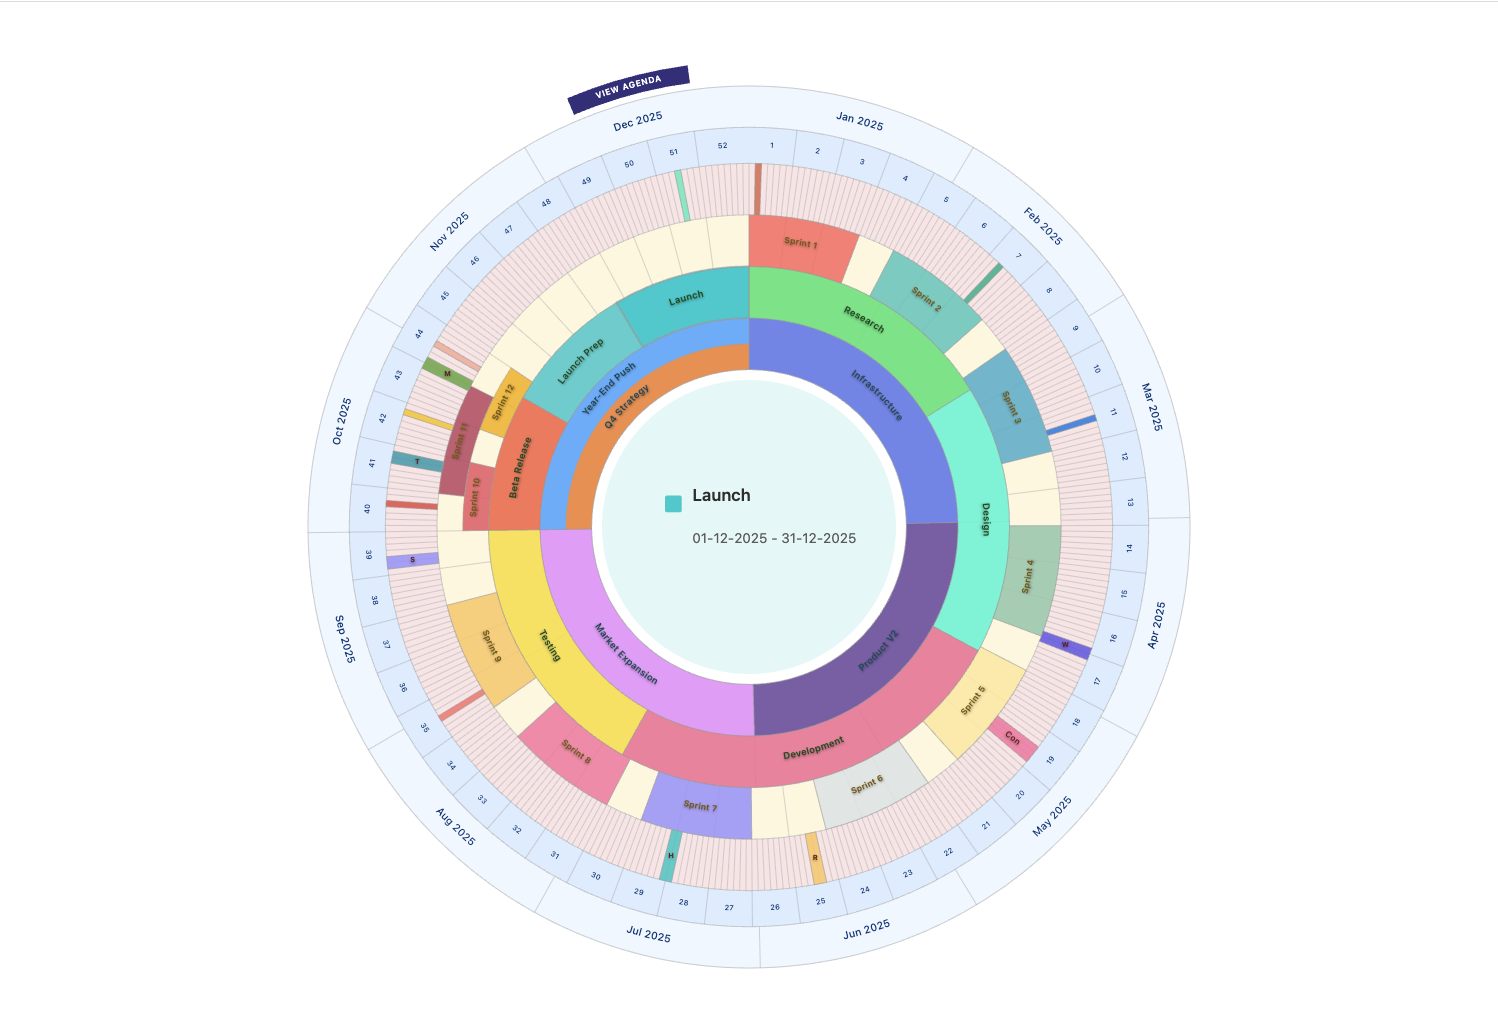 VIEW AGENDA
Jan 2025
Feb 2025
Mar 2025
Apr 2025
May 2025
Jun 2025
Jul 2025
Aug 2025
Sep 2025
Oct 2025
Nov 2025
Dec 2025
1
2
3
4
5
6
7
8
9
10
11
12
13
14
15
16
17
18
19
20
21
22
23
24
25
26
27
28
29
30
31
32
33
34
35
36
37
38
39
40
41
42
43
44
45
46
47
48
49
50
51
52
W
Con
R
H
S
T
M
Sprint 1
Sprint 2
Sprint 3
Sprint 4
Sprint 5
Sprint 6
Sprint 7
Sprint 8
Sprint 9
Sprint 10
Sprint 11
Sprint 12
Research
Design
Development
Testing
Beta Release
Launch Prep
Launch
Infrastructure
Product V2
Market Expansion
Year-End Push
Q4 Strategy
Launch
01-12-2025 - 31-12-2025